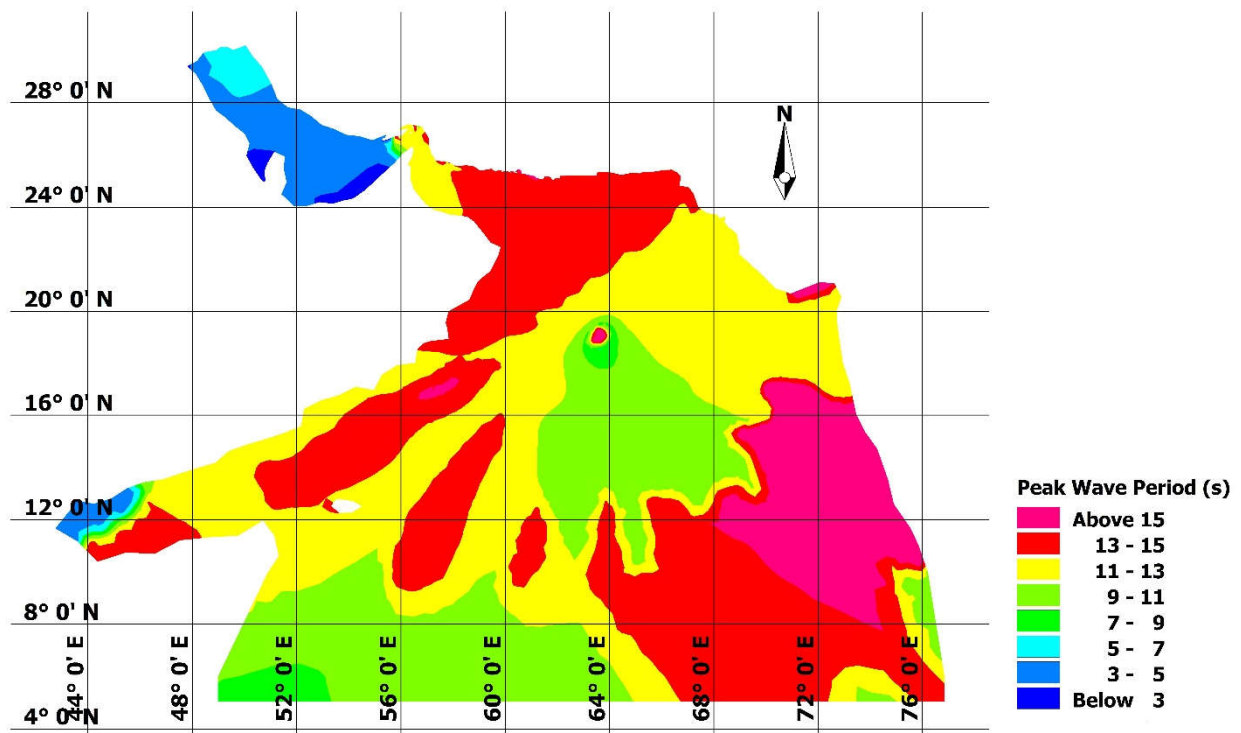 N
28° 0' N
24° 0' N
20° 0' N
16° 0' N
12° 0' N
8° 0' N
4° 0' N
44° 0' E
48° 0' E
52° 0' E
56° 0' E
60° 0' E
64° 0' E
68° 0' E
72° 0' E
76° 0' E
Peak Wave Period (s)
Above 15
13 - 15
11 - 13
9 - 11
7 - 9
5 - 7
3 - 5
Below 3